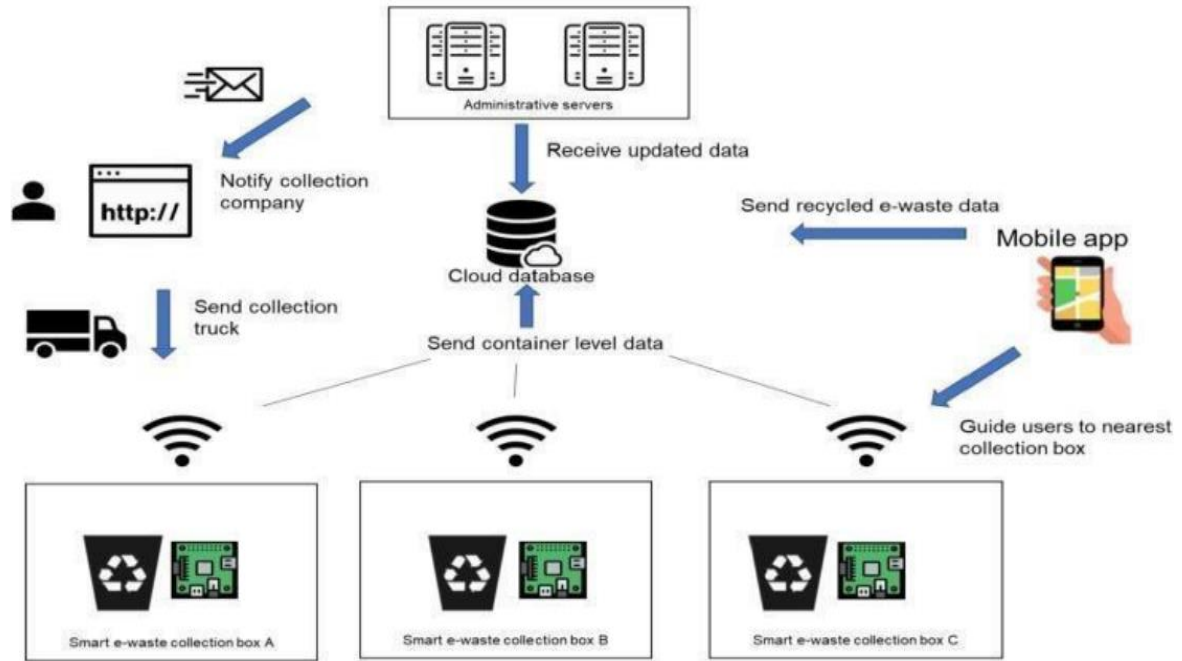 Administrative servers
Receive updated data
Notify collection
company
http://
Send recycled e-waste data
Mobile app
Cloud database
Send collection
truck
Send container level data
Guide users to nearest
collection box
Smart e-waste collection box A
Smart e-waste collection box B
Smart e-waste collection box C